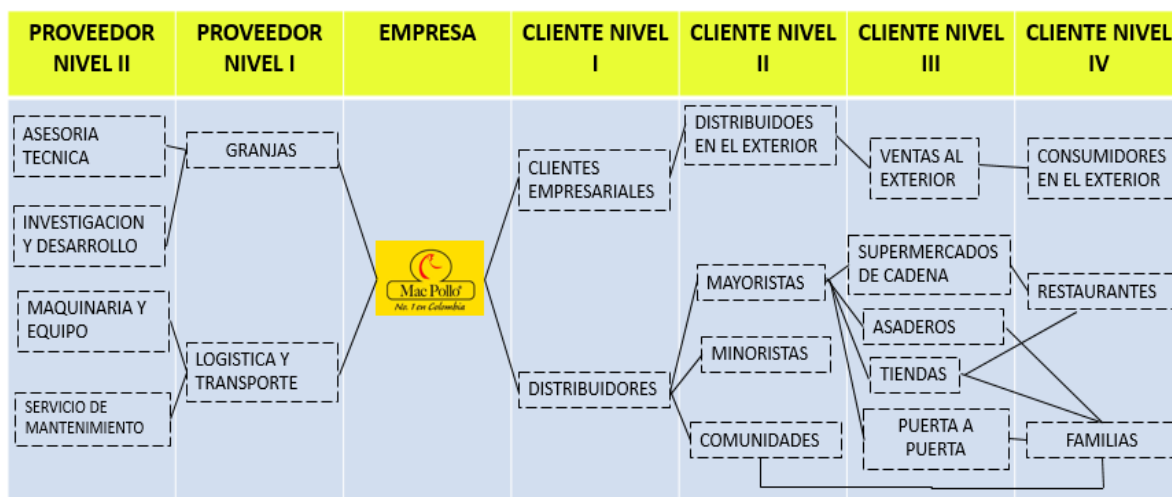 PROVEEDOR
NIVEL II
PROVEEDOR
NIVEL I
EMPRESA
CLIENTE NIVEL
I
CLIENTE NIVEL
II
CLIENTE NIVEL
III
CLIENTE NIVEL
IV
ASESORIA
TECNICA
INVESTIGACION
Y DESARROLLO
MAQUINARIA Y
EQUIPO
SERVICIO DE
MANTENIMIENTO
GRANJAS
LOGISTICA Y
TRANSPORTE
Mac Pollo
No. 1 en Colombia
CLIENTES
EMPRESARIALES
DISTRIBUIDORES
DISTRIBUIDOES
EN EL EXTERIOR
MAYORISTAS
MINORISTAS
COMUNIDADES
VENTAS AL
EXTERIOR
SUPERMERCADOS
DE CADENA
ASADEROS
TIENDAS
PUERTA A
PUERTA
CONSUMIDORES
EN EL EXTERIOR
RESTAURANTES
FAMILIAS